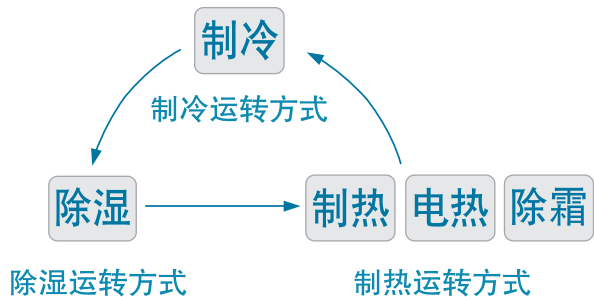 制冷
制冷运转方式
除湿
制热 电热 除霜
除湿运转方式
制热运转方式